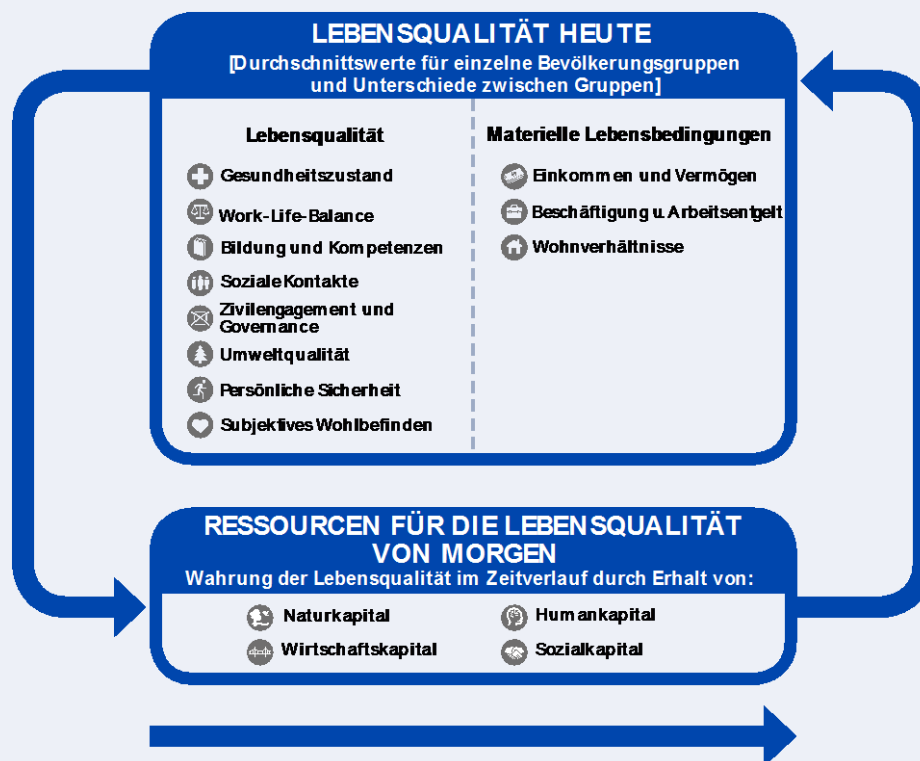 LEBENSQUALITÄT HEUTE
[Durchschnittswerte für einzelne Bevölkerungsgruppen
und Unterschiede zwischen Gruppen]
Lebensqualität
Gesundheitszustand
Work-Life-Balance
Bildung und Kompetenzen
Soziale Kontakte
Zivilengagement und
Governance
Umweltqualität
Persönliche Sicherheit
Subjektives Wohlbefinden
Materielle Lebensbedingungen
Einkommen und Vermögen
Beschäftigung u. Arbeitsentgelt
Wohnverhältnisse
RESSOURCEN FÜR DIE LEBENSQUALITÄT
VON MORGEN
Wahrung der Lebensqualität im Zeitverlauf durch Erhalt von:
Naturkapital
Humankapital
Wirtschaftskapital
Sozialkapital